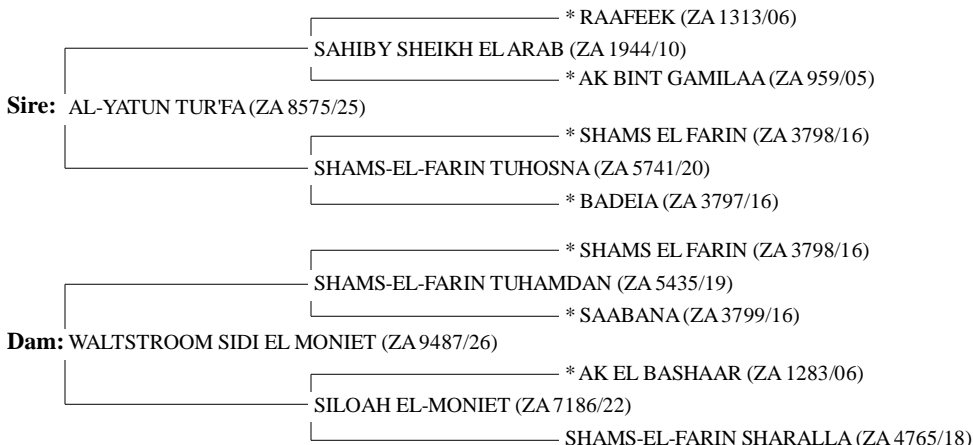 * RAAFEEK (ZA 1313/06)
SAHIBY SHEIKH EL ARAB (ZA 1944/10)
* AK BINT GAMILAA (ZA 959/05)
Sire: AL-YATUN TUR'FA (ZA 8575/25)
* SHAMS EL FARIN (ZA 3798/16)
SHAMS-EL-FARIN TUHOSNA (ZA 5741/20)
* BADEIA (ZA 3797/16)
* SHAMS EL FARIN (ZA 3798/16)
SHAMS-EL-FARIN TUHAMDAN (ZA 5435/19)
* SAABANA (ZA 3799/16)
Dam: WALTSTROOM SIDI EL MONIET (ZA 9487/26)
* AK EL BASHAAR (ZA 1283/06)
SILOAH EL-MONIET (ZA 7186/22)
SHAMS-EL-FARIN SHARALLA (ZA 4765/18)